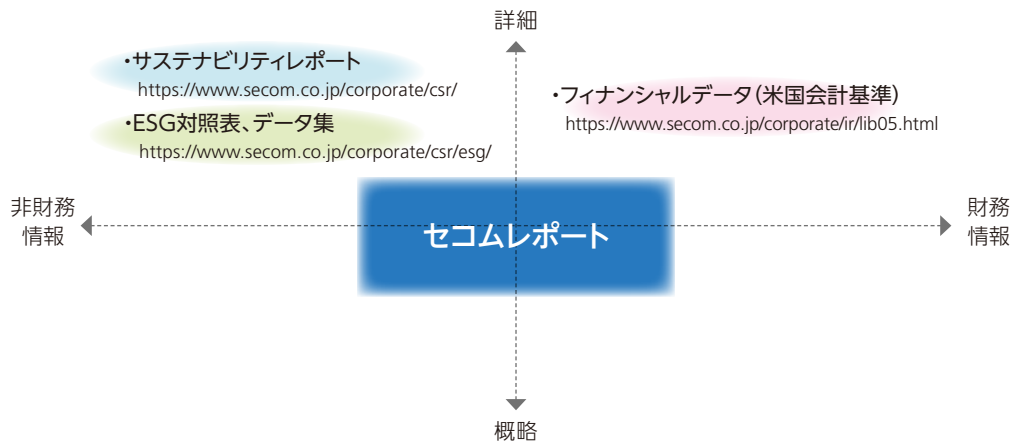 詳細
・サステナビリティレポート
https://www.secom.co.jp/corporate/csr/
・ESG対照表、データ集
https://www.secom.co.jp/corporate/csr/esg/
・フィナンシャルデータ(米国会計基準)
https://www.secom.co.jp/corporate/ir/lib05.html
非財務
情報
セコムレポート
財務
情報
概略